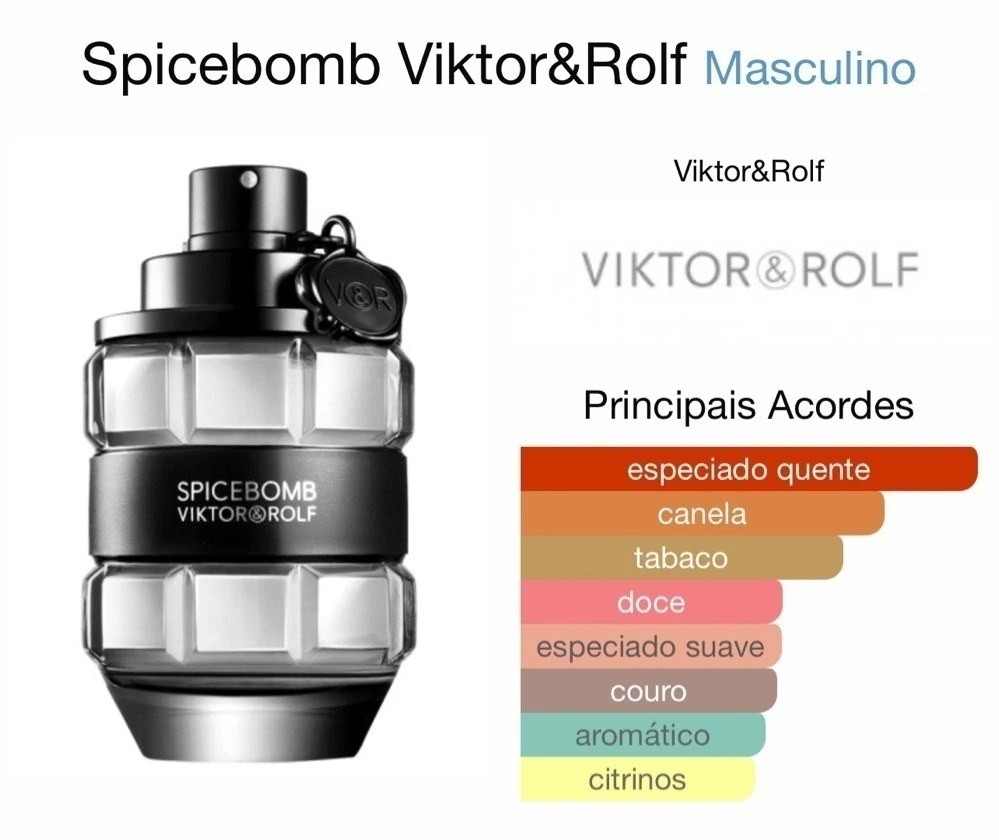 Spicebomb Viktor&Rolf Masculino
Viktor&Rolf
VIKTOR&ROLF
V&R
SPICEBOMB
VIKTOR&ROLF
Principais Acordes
especiado quente
canela
tabaco
doce
especiado suave
couro
aromático
citrinos